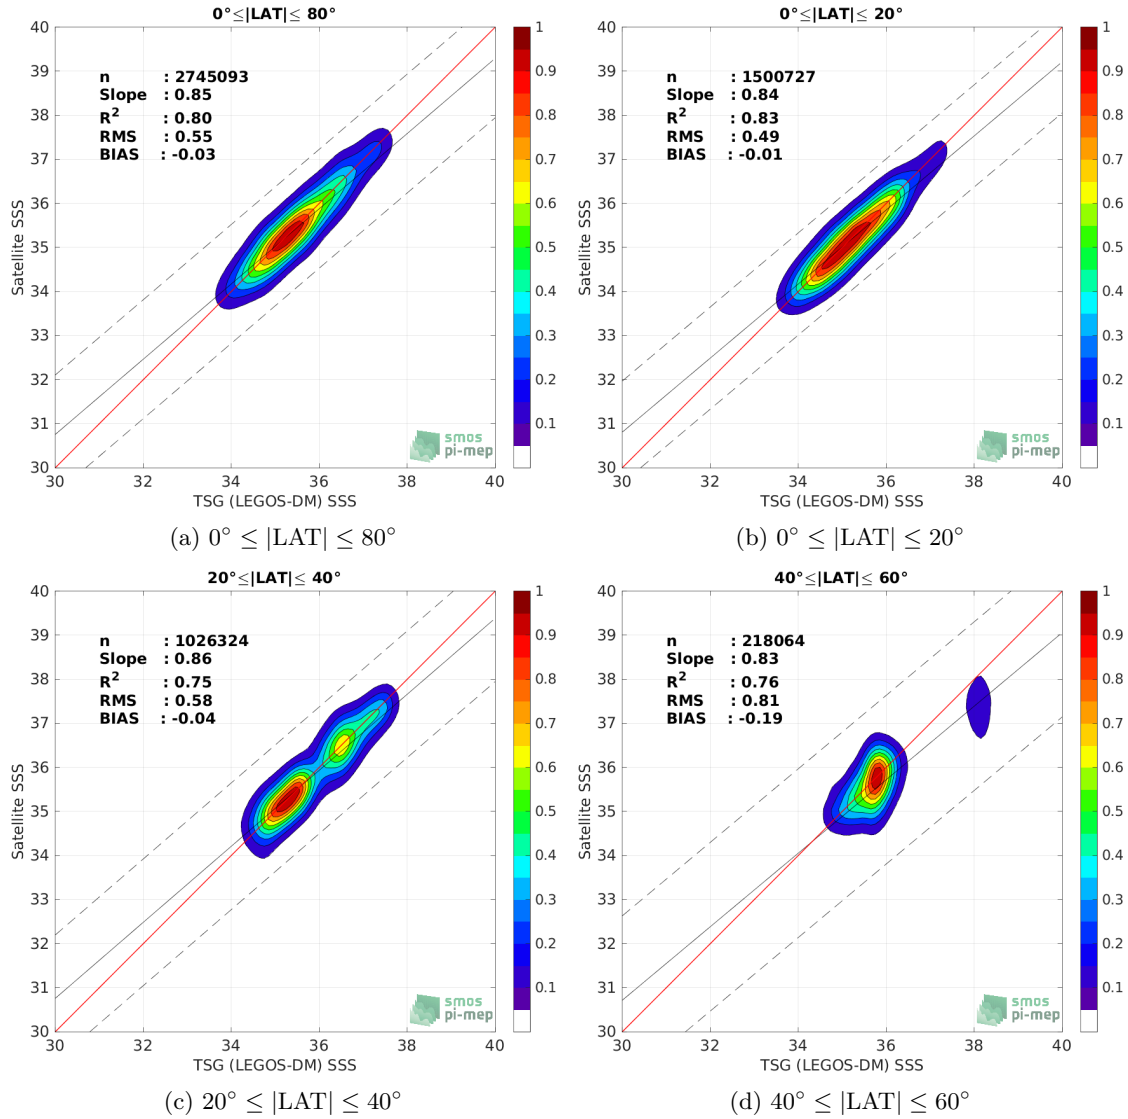 0°≤|LAT|≤ 80°
n : 2745093
Slope : 0.85
R² : 0.80
RMS : 0.55
BIAS : -0.03
40
39
38
37
36
35
34
33
32
31
30
Satellite SSS
30 32 34 36 38 40
TSG (LEGOS-DM) SSS
1
0.9
0.8
0.7
0.6
0.5
0.4
0.3
0.2
0.1
smos
pi-mep
(a) 0° ≤ |LAT| ≤ 80°
0°≤|LAT|≤ 20°
n : 1500727
Slope : 0.84
R² : 0.83
RMS : 0.49
BIAS : -0.01
40
39
38
37
36
35
34
33
32
31
30
Satellite SSS
30 32 34 36 38 40
TSG (LEGOS-DM) SSS
1
0.9
0.8
0.7
0.6
0.5
0.4
0.3
0.2
0.1
smos
pi-mep
(b) 0° ≤ |LAT| ≤ 20°
20°≤|LAT|≤ 40°
n : 1026324
Slope : 0.86
R² : 0.75
RMS : 0.58
BIAS : -0.04
40
39
38
37
36
35
34
33
32
31
30
Satellite SSS
30 32 34 36 38 40
TSG (LEGOS-DM) SSS
1
0.9
0.8
0.7
0.6
0.5
0.4
0.3
0.2
0.1
smos
pi-mep
(c) 20° ≤ |LAT| ≤ 40°
40°≤|LAT|≤ 60°
n : 218064
Slope : 0.83
R² : 0.76
RMS : 0.81
BIAS : -0.19
40
39
38
37
36
35
34
33
32
31
30
Satellite SSS
30 32 34 36 38 40
TSG (LEGOS-DM) SSS
1
0.9
0.8
0.7
0.6
0.5
0.4
0.3
0.2
0.1
smos
pi-mep
(d) 40° ≤ |LAT| ≤ 60°